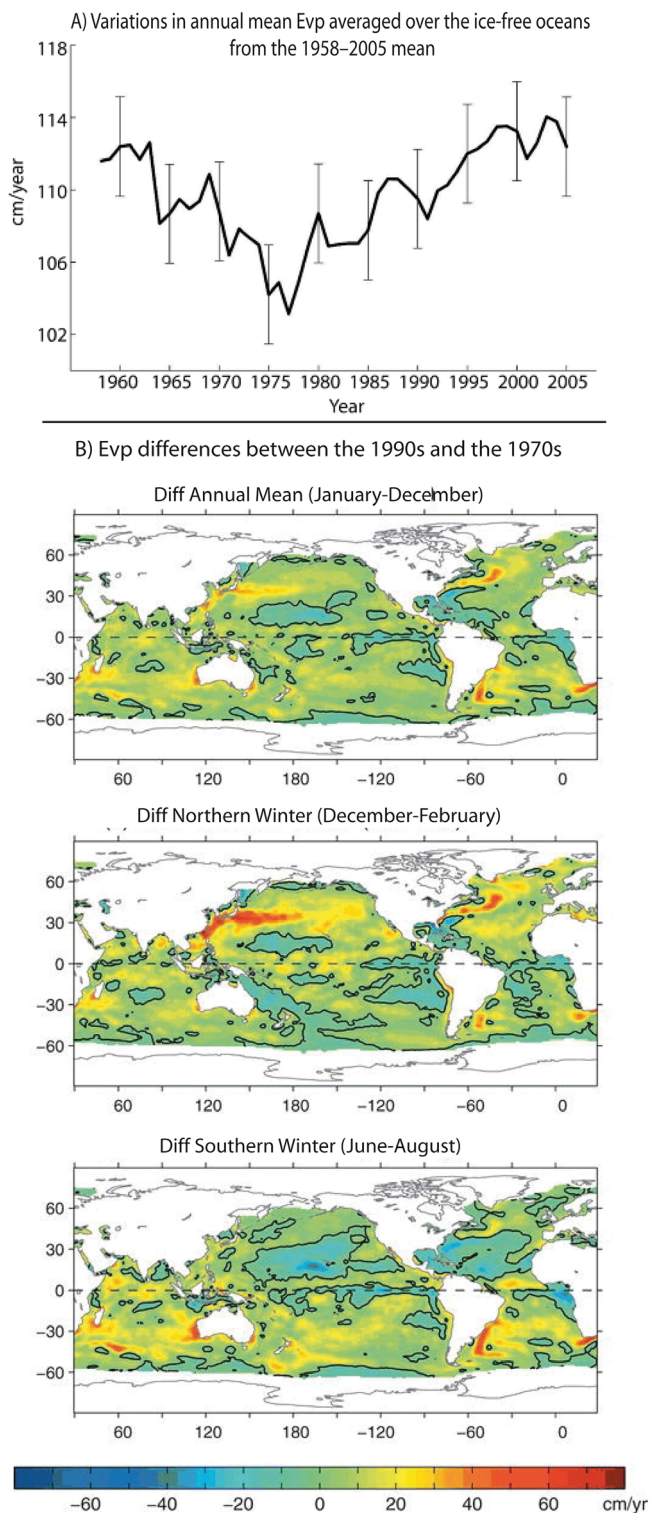 A) Variations in annual mean Evp averaged over the ice-free oceans
from the 1958–2005 mean
118
114
110
106
102
cm/year
1960 1965 1970 1975 1980 1985 1990 1995 2000 2005
Year
B) Evp differences between the 1990s and the 1970s
Diff Annual Mean (January-December)
60
30
0
−30
−60
60 120 180 −120 −60 0
Diff Northern Winter (December-February)
60
30
0
−30
−60
60 120 180 −120 −60 0
Diff Southern Winter (June-August)
60
30
0
−30
−60
60 120 180 −120 −60 0
−60 −40 −20 0 20 40 60 cm/yr